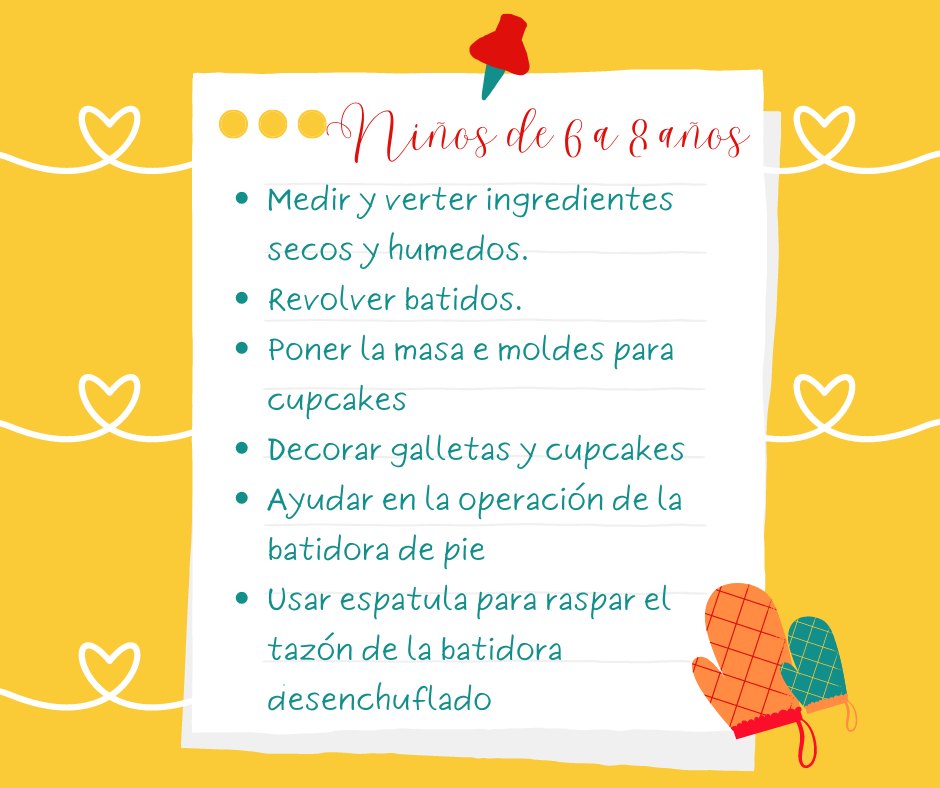 Niños de 6 a 8 años
• Medir y verter ingredientes
secos y humedos.
• Revolver batidos.
• Poner la masa e moldes para
cupcakes
• Decorar galletas y cupcakes
• Ayudar en la operación de la
batidora de pie
• Usar espatula para raspar el
tazón de la batidora
desenchuflado